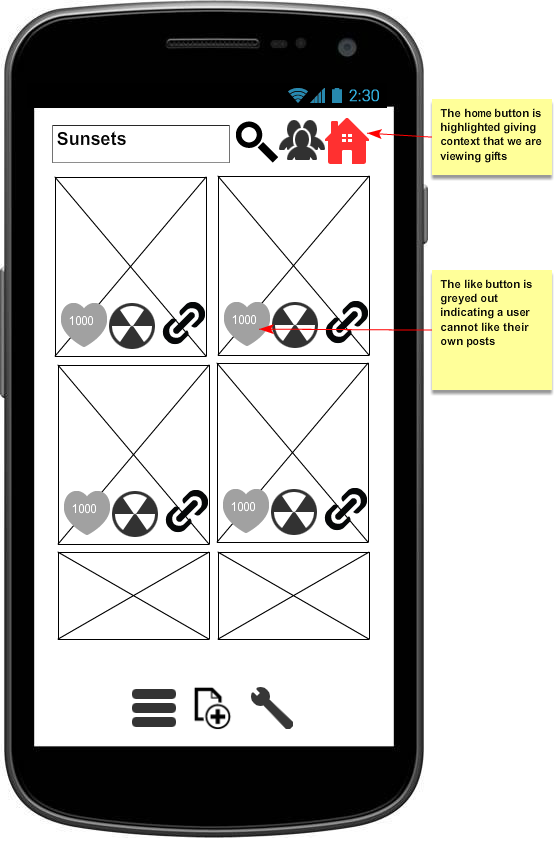 2:30
Sunsets
The home button is
highlighted giving
context that we are
viewing gifts
1000
1000
The like button is
greyed out
indicating a user
cannot like their
own posts
1000
1000